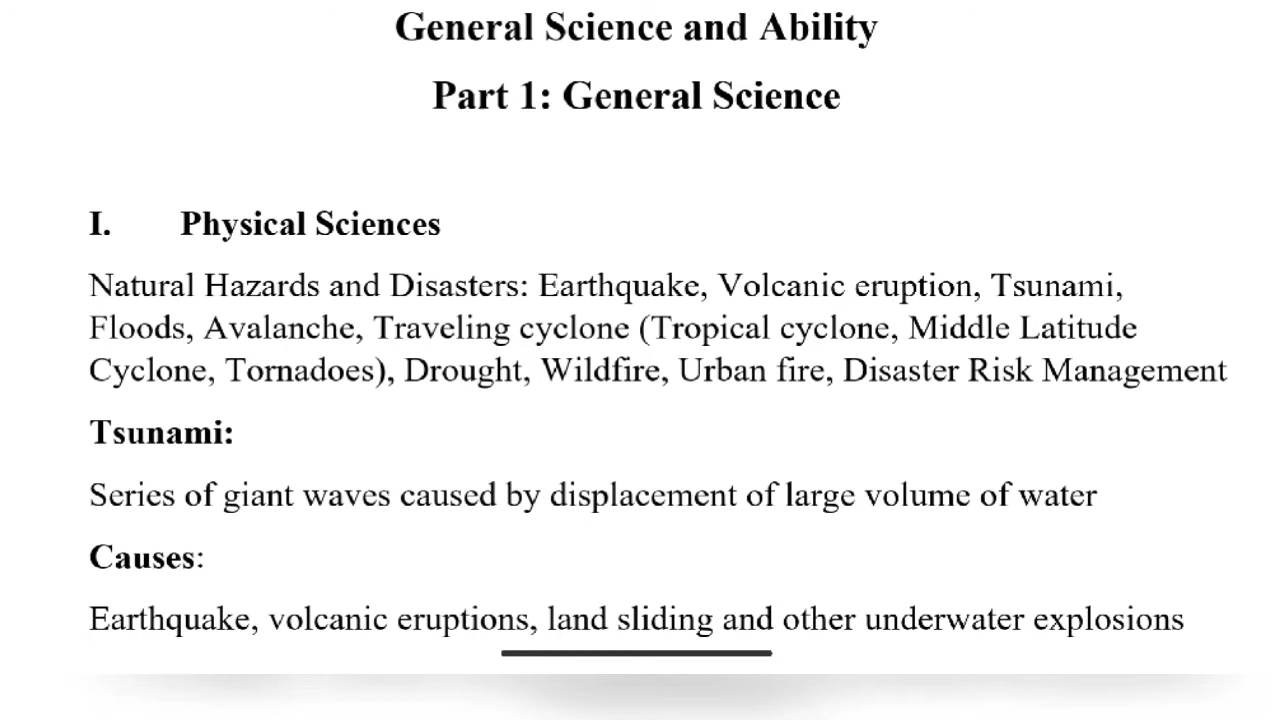 General Science and Ability
Part 1: General Science
I. Physical Sciences
Natural Hazards and Disasters: Earthquake, Volcanic eruption, Tsunami,
Floods, Avalanche, Traveling cyclone (Tropical cyclone, Middle Latitude
Cyclone, Tornadoes), Drought, Wildfire, Urban fire, Disaster Risk Management
Tsunami:
Series of giant waves caused by displacement of large volume of water
Causes:
Earthquake, volcanic eruptions, land sliding and other underwater explosions